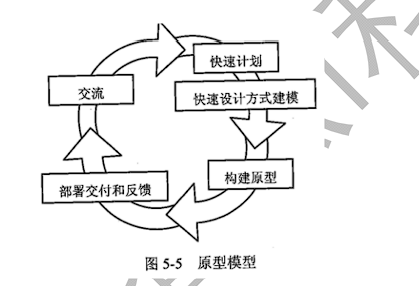 快速计划
交流
快速设计方式建模
构建原型
部署交付和反馈
图 5-5 原型模型